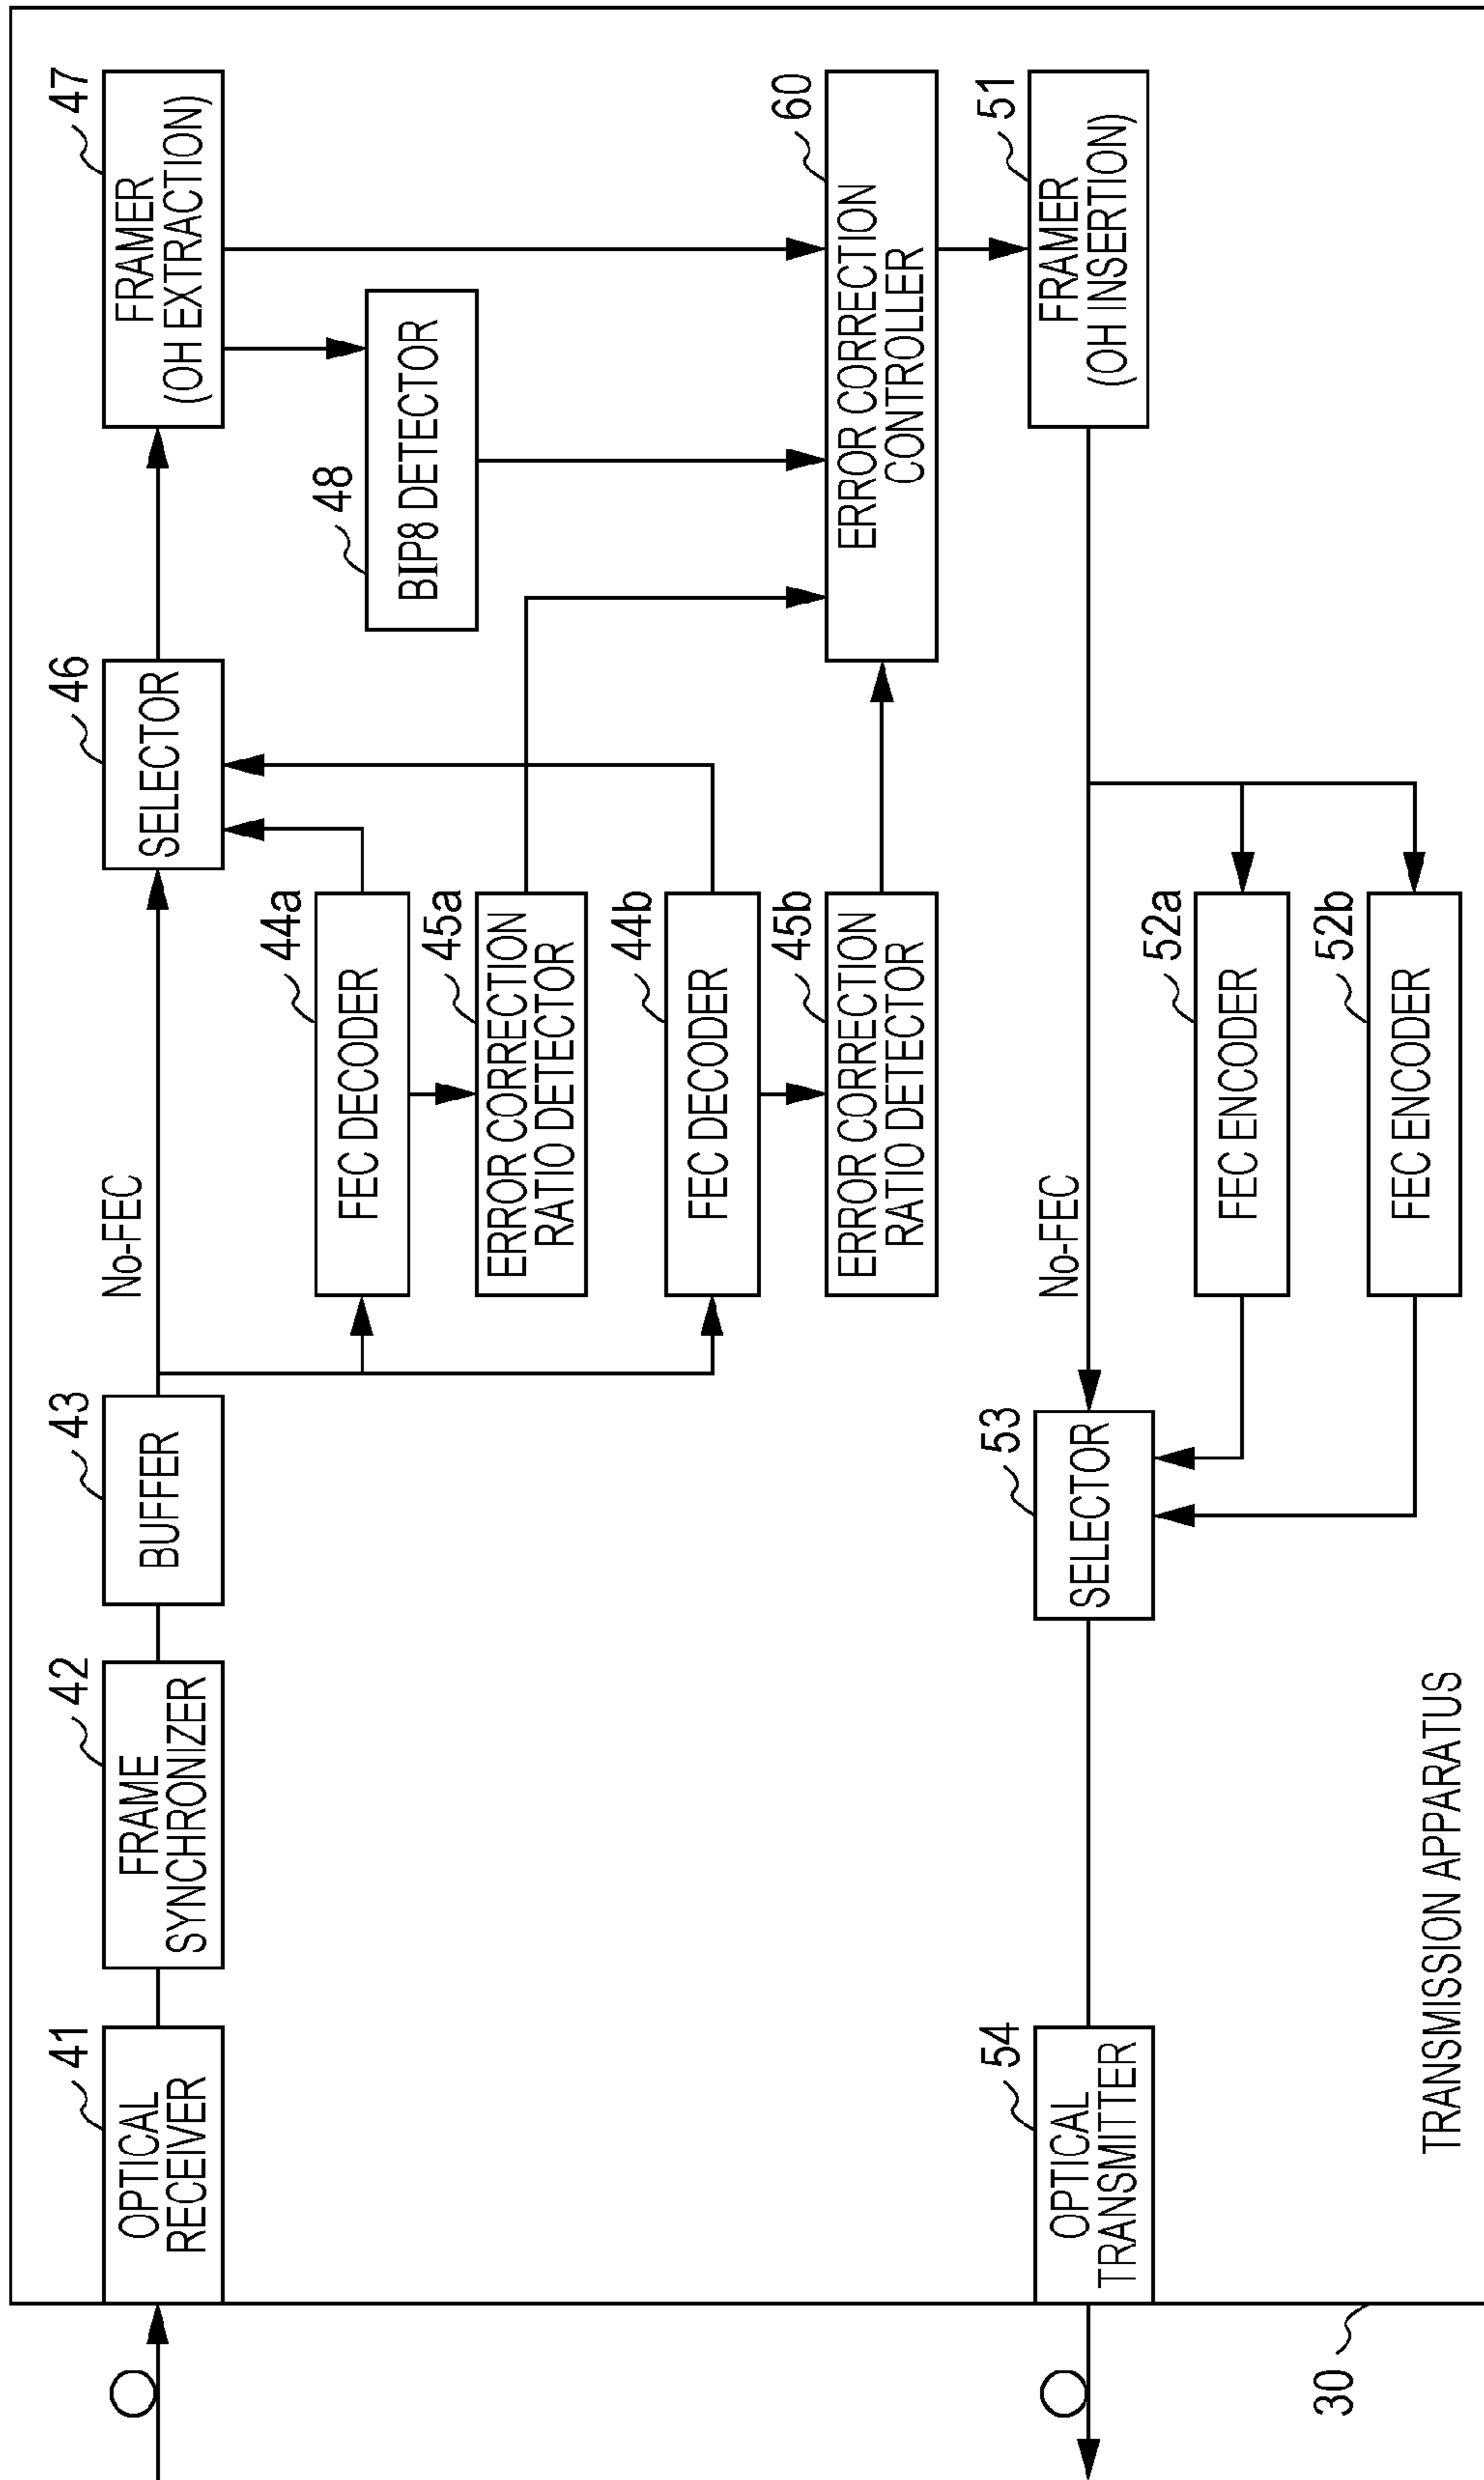 41
OPTICAL
RECEIVER
42
FRAME
SYNCHRONIZER
43
BUFFER
No-FEC
46
SELECTOR
47
FRAMER
(OH EXTRACTION)
44a
FEC DECODER
45a
ERROR CORRECTION
RATIO DETECTOR
44b
FEC DECODER
45b
ERROR CORRECTION
RATIO DETECTOR
48
BIP8 DETECTOR
60
ERROR CORRECTION
CONTROLLER
54
OPTICAL
TRANSMITTER
53
SELECTOR
No-FEC
51
FRAMER
(OH INSERTION)
52a
FEC ENCODER
52b
FEC ENCODER
30
TRANSMISSION APPARATUS